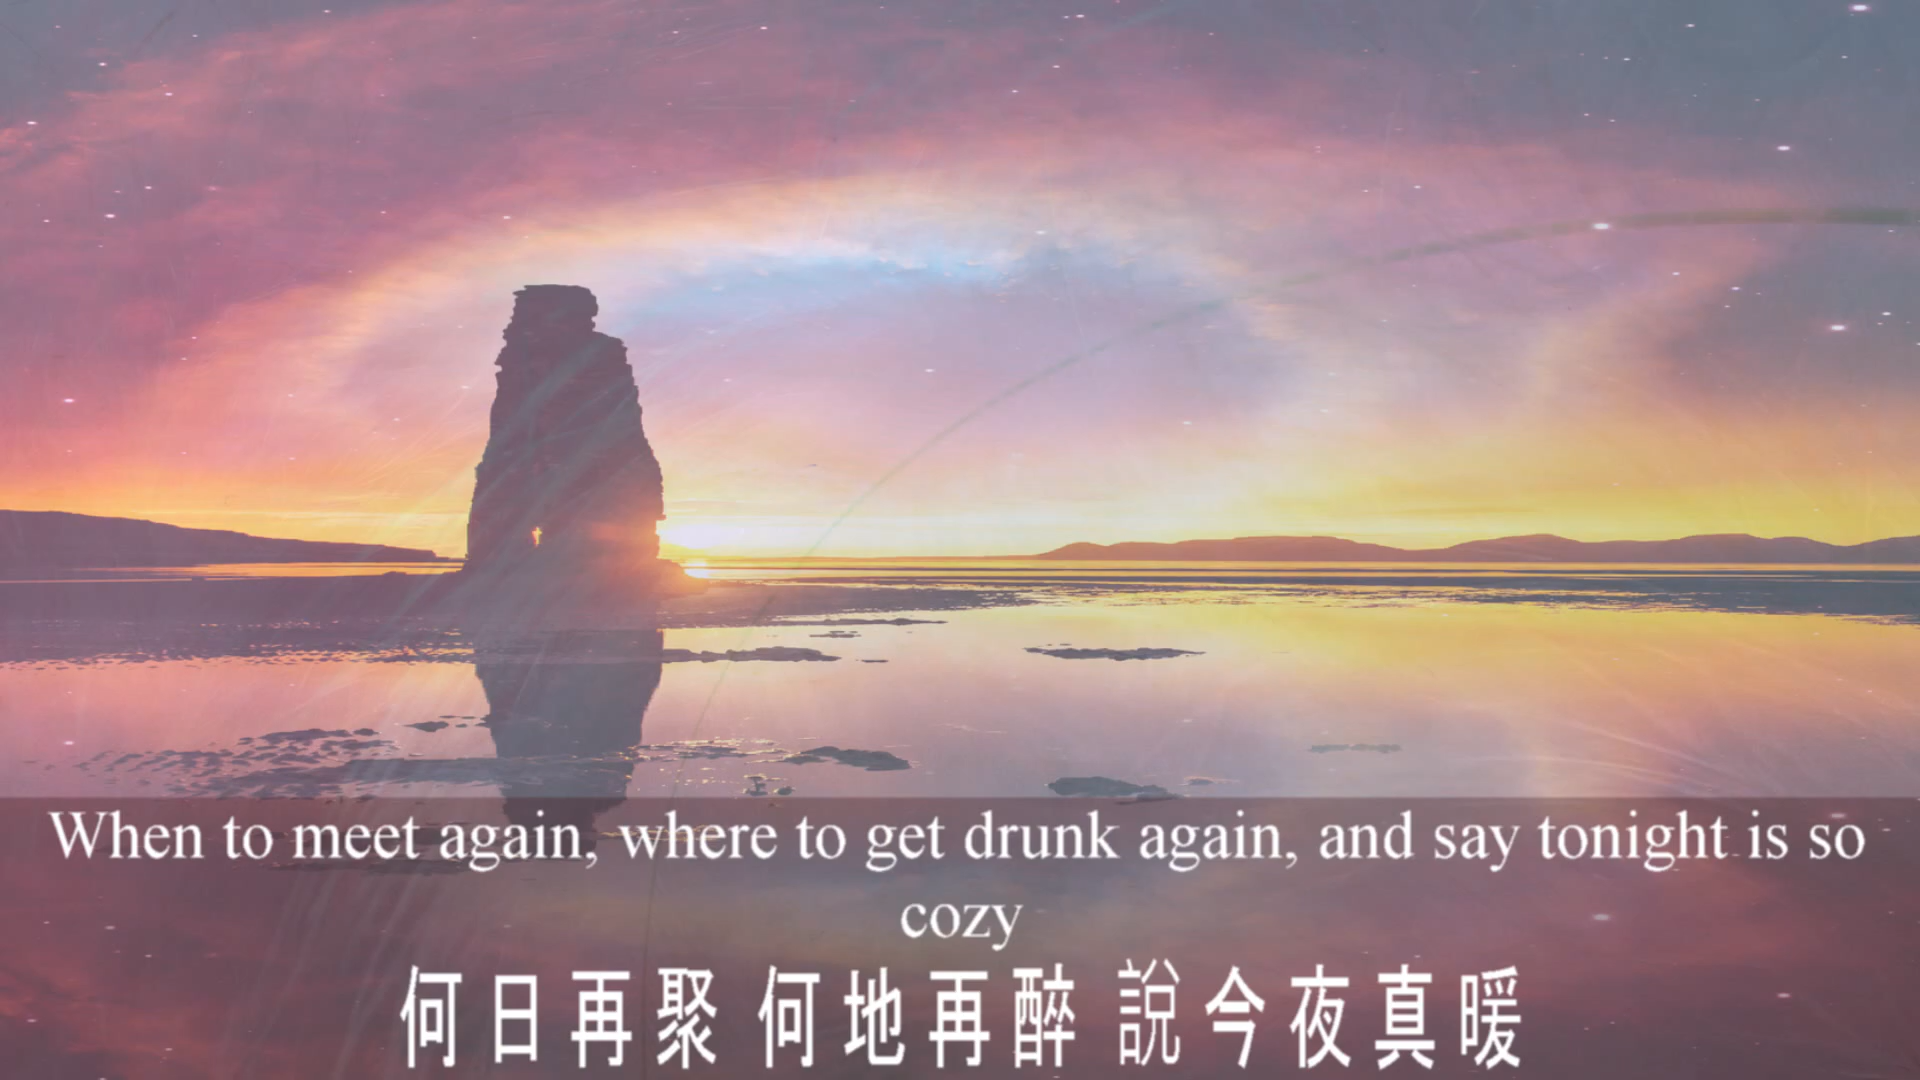 When to meet again, where to get drunk again, and say tonight is so
cozy
何日再聚 何地再醉 說今夜真暖